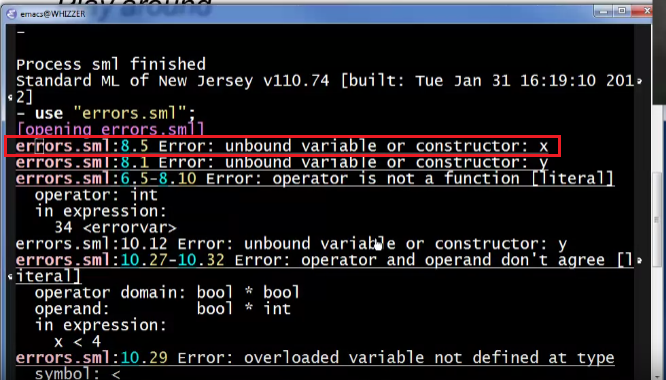 Play around
emacs@WHIZZER
-
Process sml finished
Standard ML of New Jersey v110.74 [built: Tue Jan 31 16:19:10 201
2]
- use "errors.sml";
[opening errors.sml]
errors.sml:8.5 Error: unbound variable or constructor: x
errors.sml:8.1 Error: unbound variable or constructor: y
errors.sml:6.5-8.10 Error: operator is not a function [literal]
operator: int
in expression:
34 <errorvar>
errors.sml:10.12 Error: unbound variable or constructor: y
errors.sml:10.27-10.32 Error: operator and operand don't agree [l
iteral]
operator domain: bool * bool
operand: bool * int
in expression:
x < 4
errors.sml:10.29 Error: overloaded variable not defined at type
symbol: <